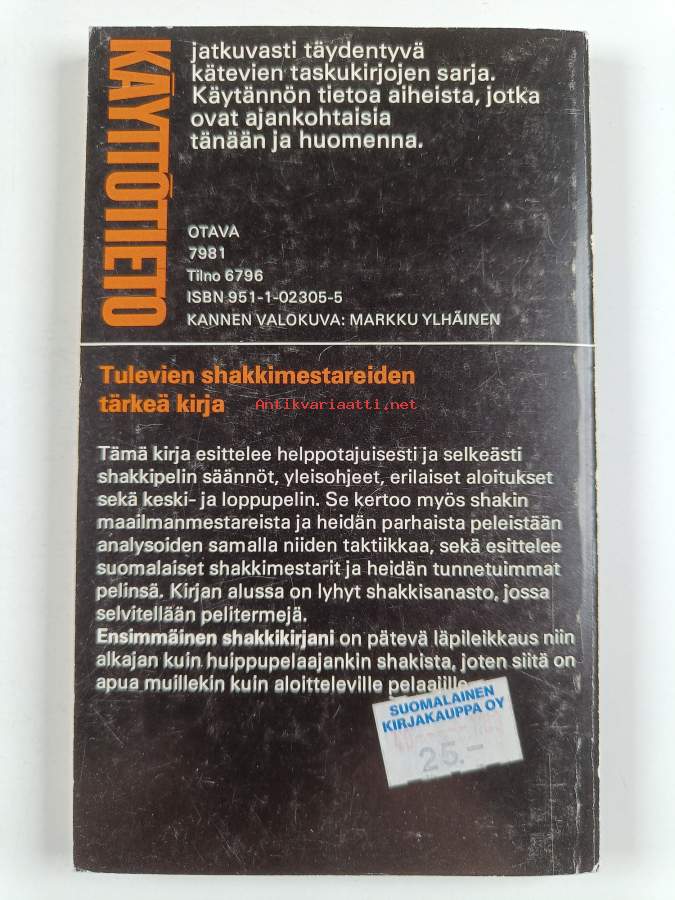 KÄYTTÖTIETO
jatkuvasti täydentyvä
kätevien taskukirjojen sarja.
Käytännön tietoa aiheista, jotka
ovat ajankohtaisia
tänään ja huomenna.
OTAVA
7981
Tilno 6796
ISBN 951-1-02305-5
KANNEN VALOKUVA: MARKKU YLHÄINEN
Tulevien shakkimestareiden
tärkeä kirja
Antikvariaatti.net
Tämä kirja esittelee helppotajuisesti ja selkeästi
shakkipelin säännöt, yleisohjeet, erilaiset aloitukset
sekä keski- ja loppupelin. Se kertoo myös shakin
maailmanmestareista ja heidän parhaista peleistään
analysoiden samalla niiden taktiikkaa, sekä esittelee
suomalaiset shakkimestarit ja heidän tunnetuimmat
pelinsä. Kirjan alussa on lyhyt shakkisanasto, jossa
selvitellään pelitermejä.
Ensimmäinen shakkikirjani on pätevä läpileikkaus niin
alkajan kuin huippupelaajankin shakista, joten siitä on
apua muillekin kuin aloitteleville pelaajille.
SUOMALAINEN
KIRJAKAUPPA OY
25.-